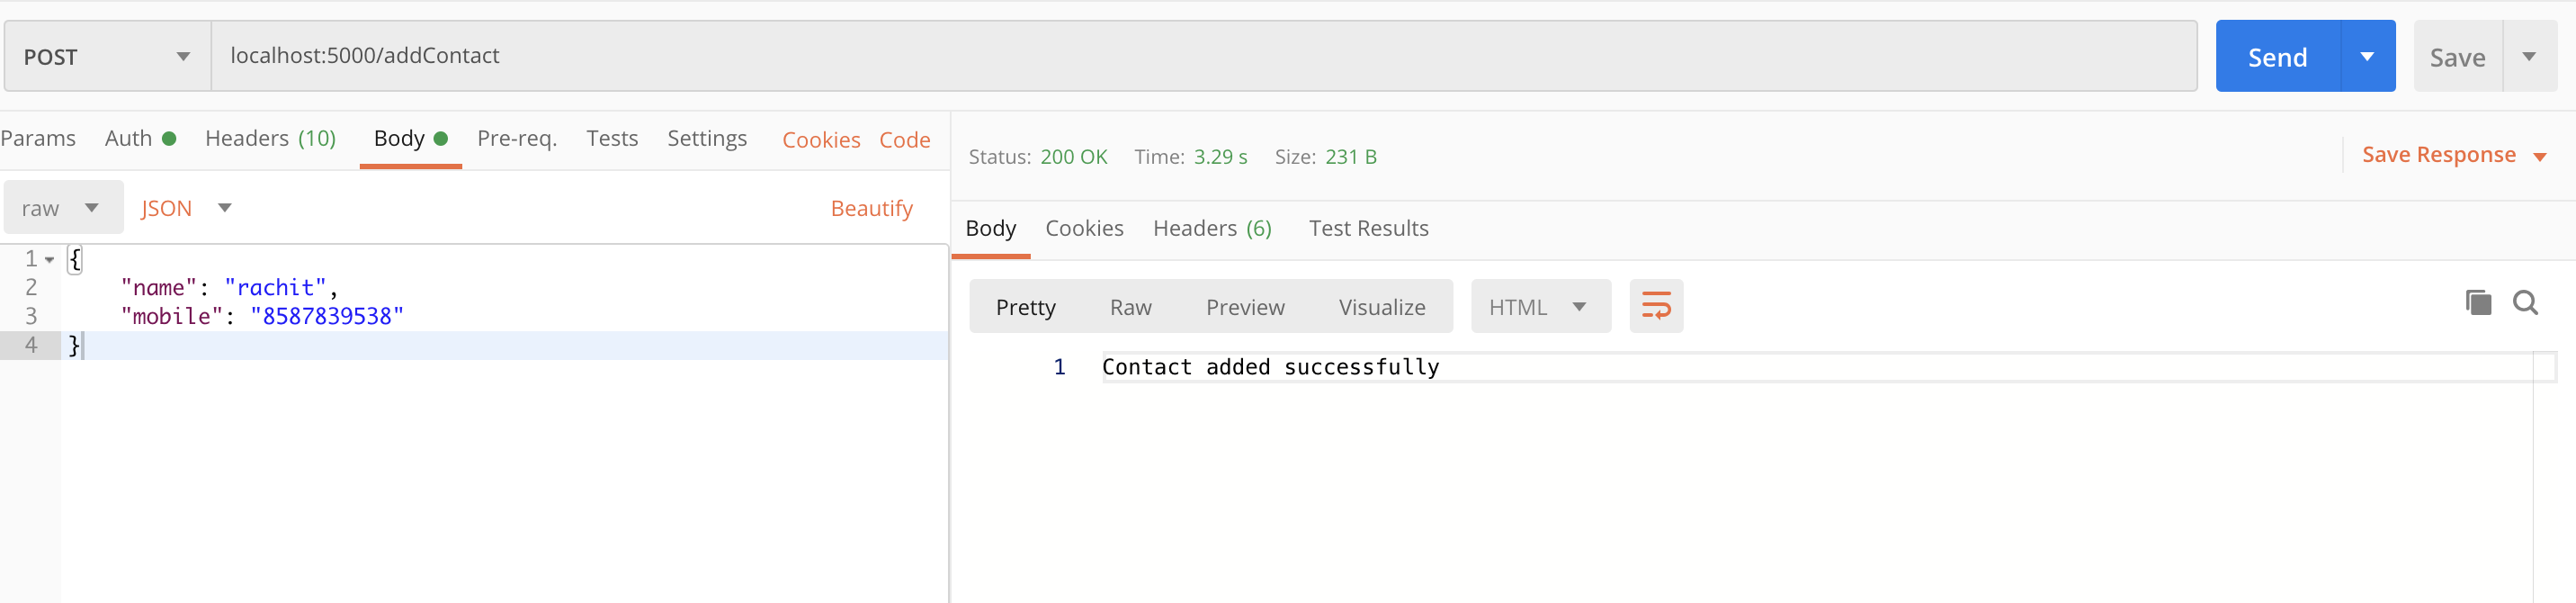 POST localhost:5000/addContact Send Save
Params Auth Headers (10) Body Pre-req. Tests Settings Cookies Code
Status: 200 OK Time: 3.29 s Size: 231 B Save Response
raw JSON Beautify
Body Cookies Headers (6) Test Results
1 {
2 "name": "rachit",
3 "mobile": "8587839538"
4 }
Pretty Raw Preview Visualize HTML
1 Contact added successfully